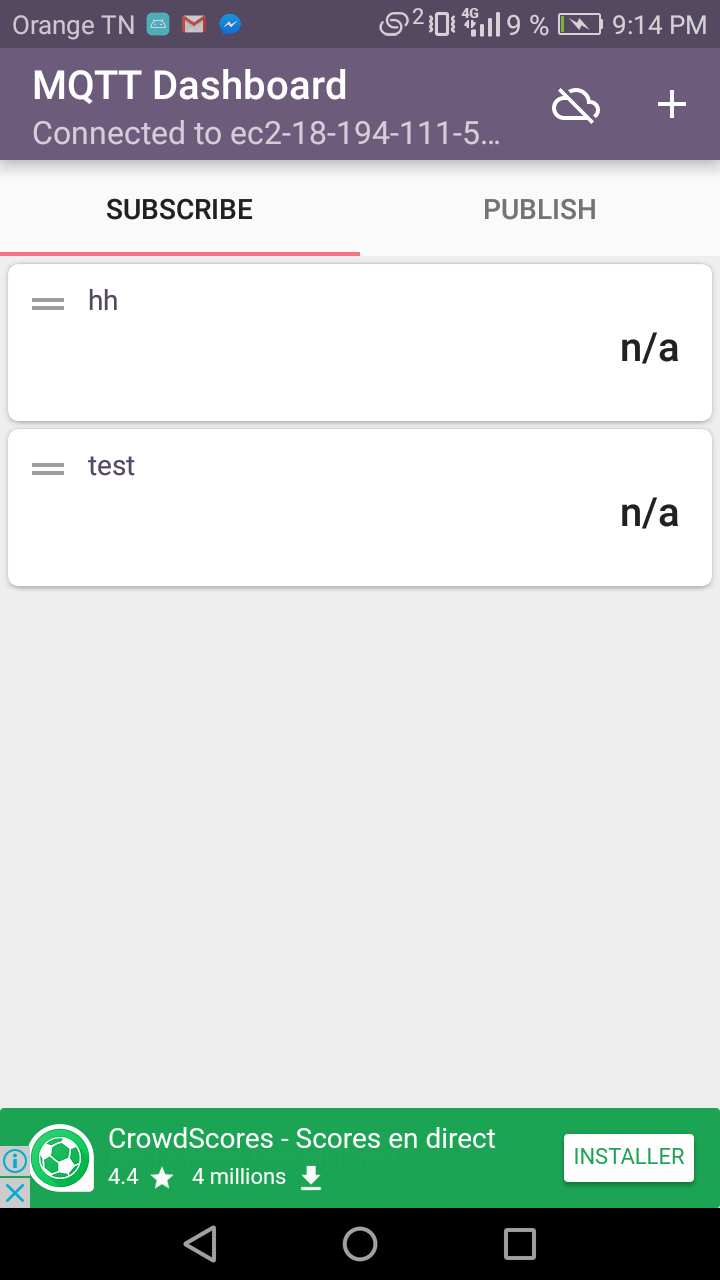 Orange TN 2 4G 9 % 9:14 PM
MQTT Dashboard
Connected to ec2-18-194-111-5...
SUBSCRIBE PUBLISH
hh
n/a
test
n/a
CrowdScores - Scores en direct
4.4 4 millions
INSTALLER